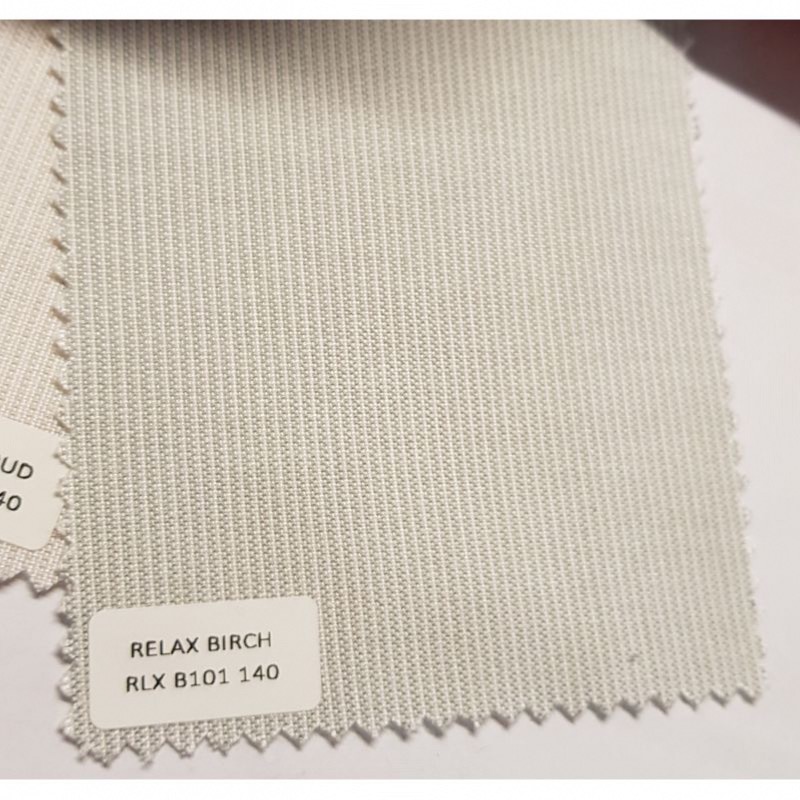 UD
40
RELAX BIRCH
RLX B101 140